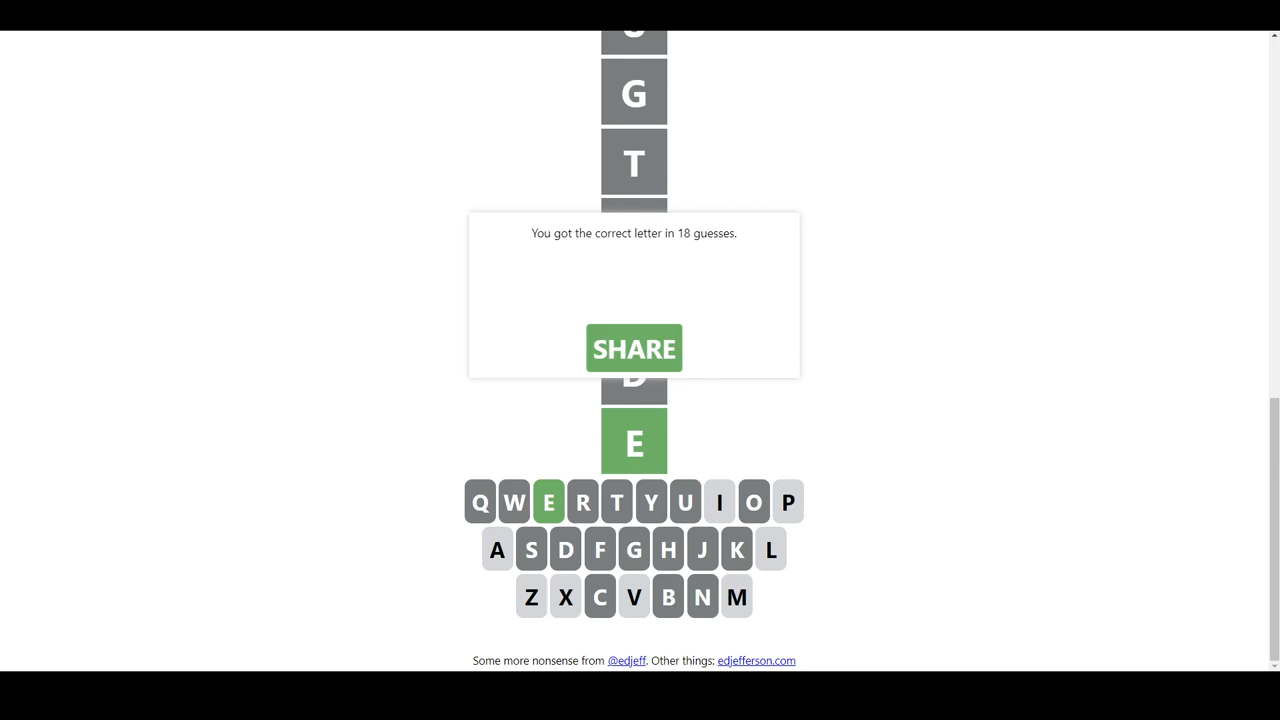 G
T
You got the correct letter in 18 guesses.
SHARE
D
E
Q W E R T Y U I O P
A S D F G H J K L
Z X C V B N M
Some more nonsense from @edjeff. Other things: edjefferson.com